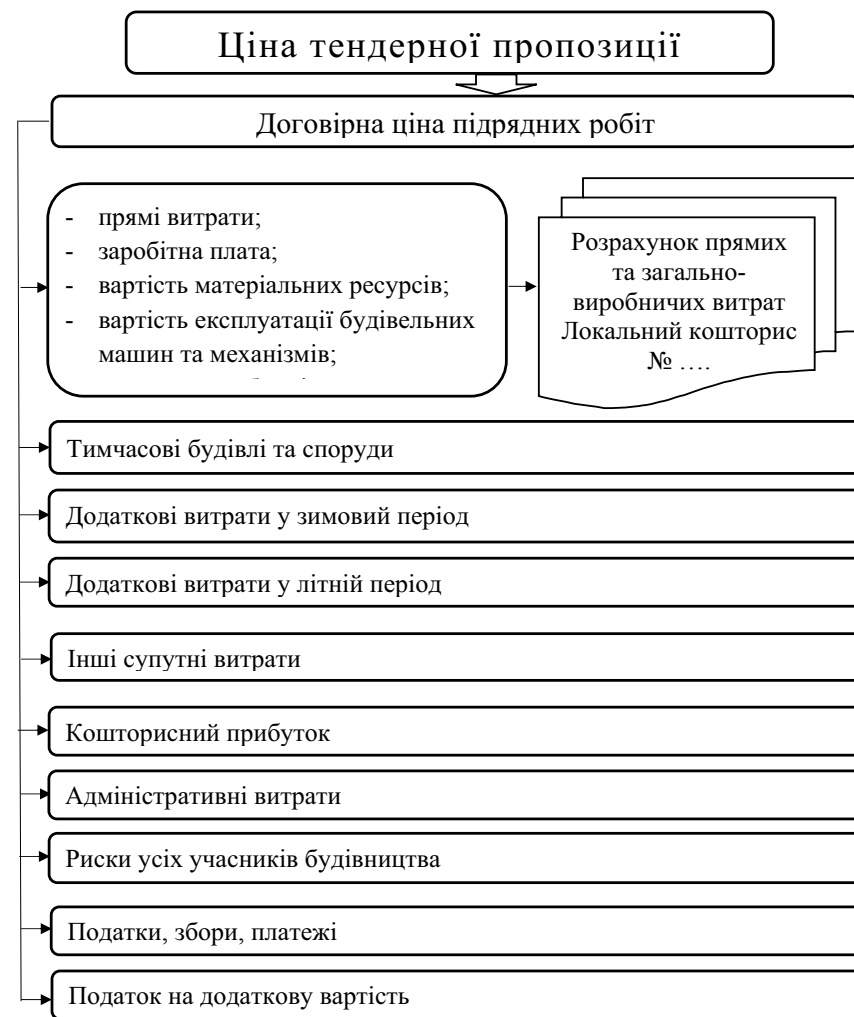 Ціна тендерної пропозиції
Договірна ціна підрядних робіт
- прямі витрати;
- заробітна плата;
- вартість матеріальних ресурсів;
- вартість експлуатації будівельних
машин та механізмів;
Розрахунок прямих
та загально-
виробничих витрат
Локальний кошторис
№ ….
Тимчасові будівлі та споруди
Додаткові витрати у зимовий період
Додаткові витрати у літній період
Інші супутні витрати
Кошторисний прибуток
Адміністративні витрати
Риски усіх учасників будівництва
Податки, збори, платежі
Податок на додаткову вартість